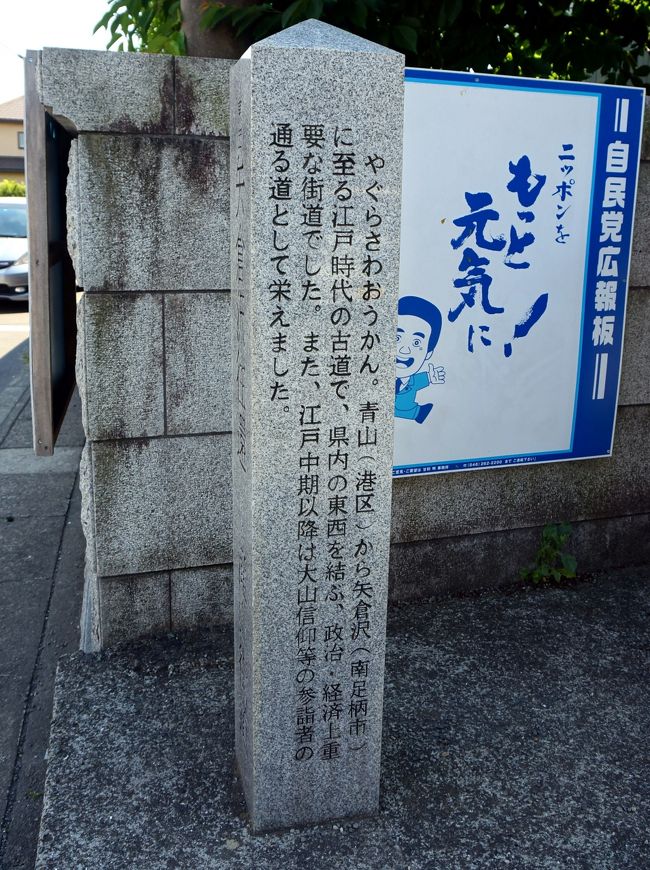 やぐらさわおうかん。青山（港区）から矢倉沢（南足柄市）
に至る江戸時代の古道で、県内の東西を結ぶ、政治・経済上重
要な街道でした。また、江戸中期以降は大山信仰等の参詣者の
通る道として栄えました。
＝自民党広報板＝
ニッポンを
もっと
元気に!